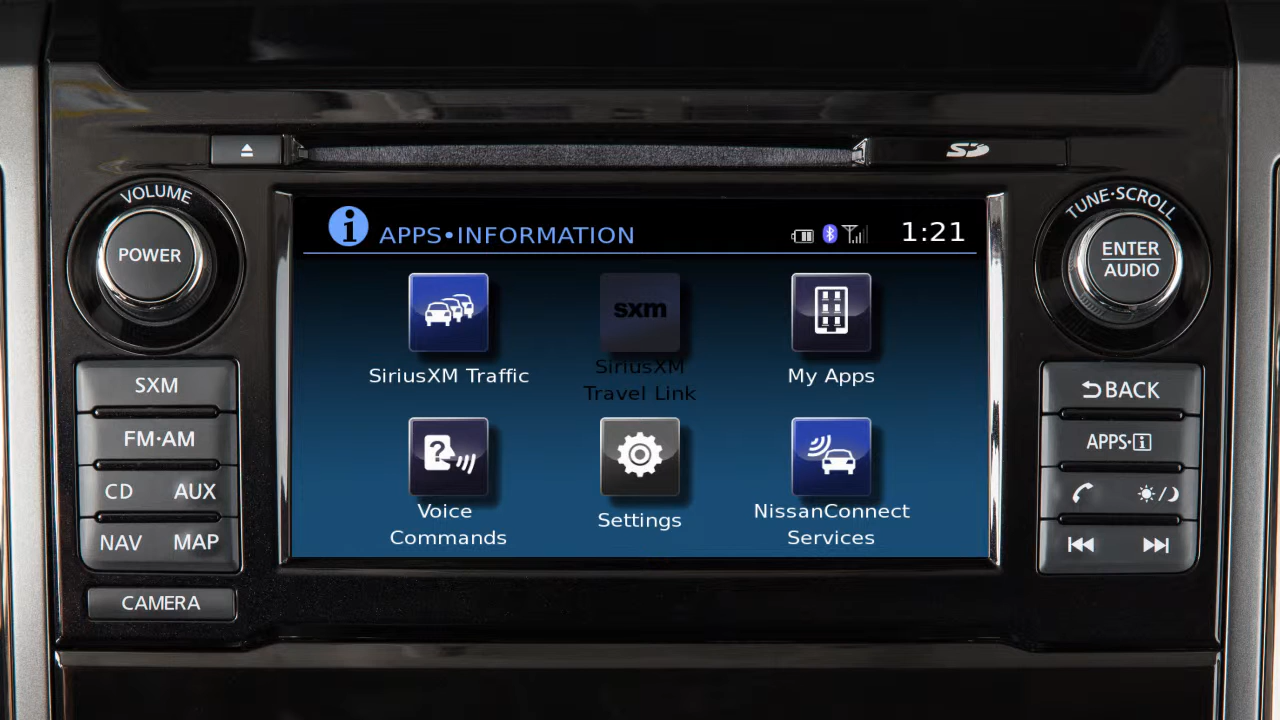 SD
VOLUME
POWER
SXM
FM·AM
CD AUX
NAV MAP
CAMERA
i APPS•INFORMATION 1:21
SiriusXM Traffic
sxm
SiriusXM
Travel Link
My Apps
?
Voice
Commands
Settings
NissanConnect
Services
TUNE·SCROLL
ENTER
AUDIO
BACK
APPS·i